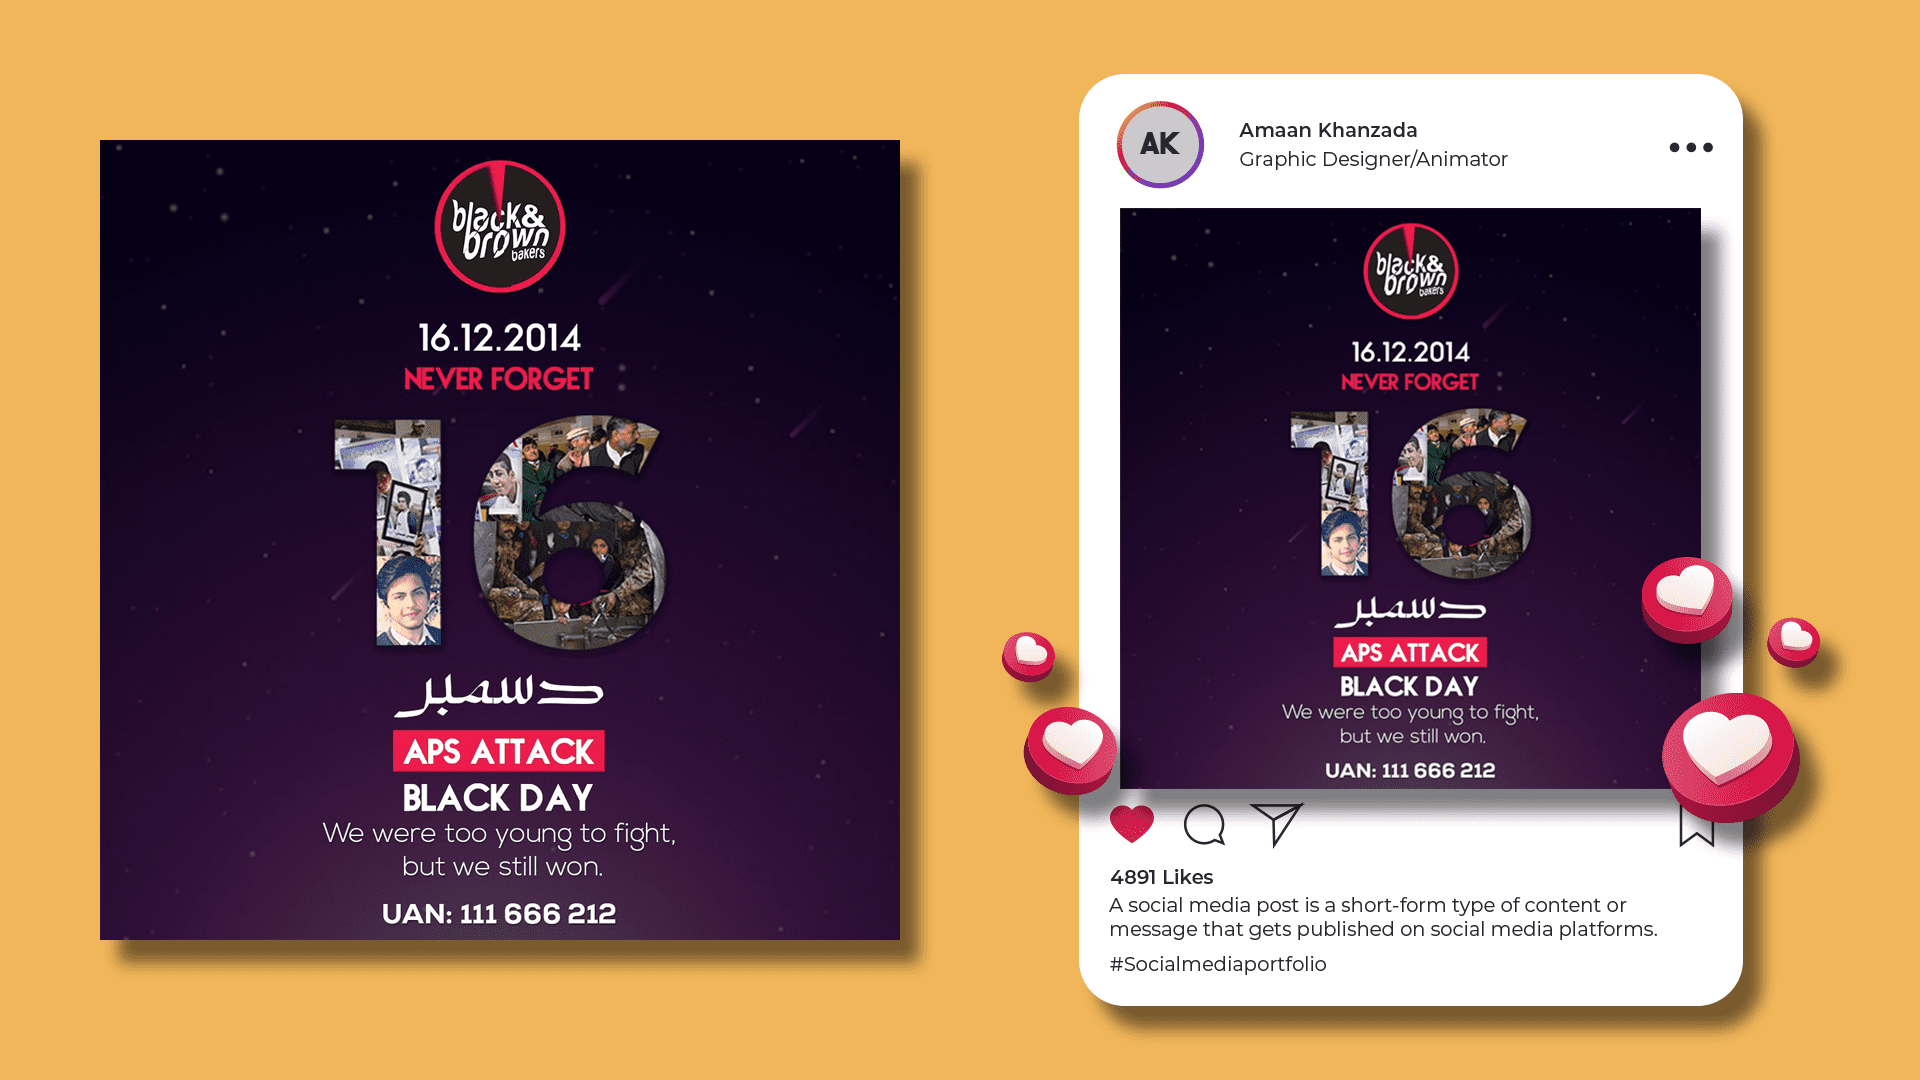 black&
brown
bakers
16.12.2014
NEVER FORGET
16
دسمبر
APS ATTACK
BLACK DAY
We were too young to fight,
but we still won.
UAN: 111 666 212
AK
Amaan Khanzada
Graphic Designer/Animator
black&
brown
bakers
16.12.2014
NEVER FORGET
16
دسمبر
APS ATTACK
BLACK DAY
We were too young to fight,
but we still won.
UAN: 111 666 212
4891 Likes
A social media post is a short-form type of content or
message that gets published on social media platforms.
#Socialmediaportfolio